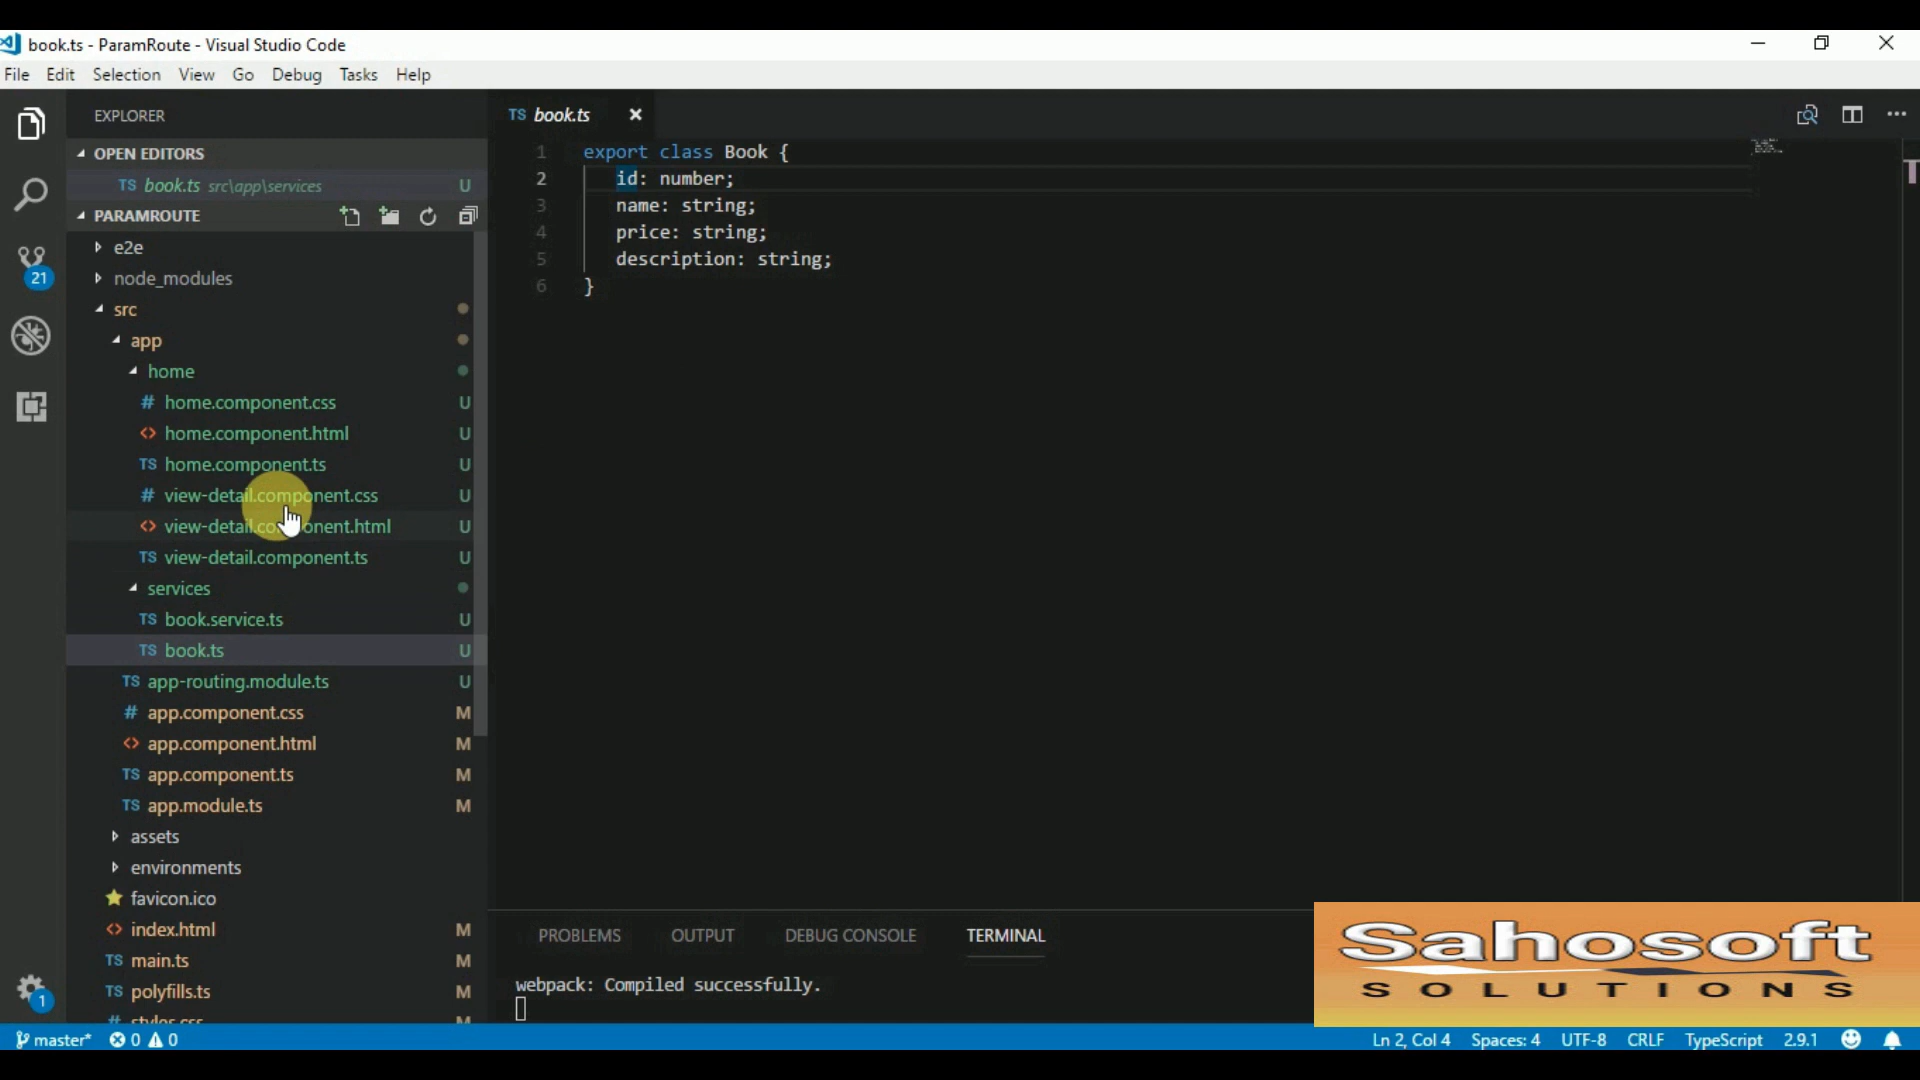 book.ts - ParamRoute - Visual Studio Code
File Edit Selection View Go Debug Tasks Help
EXPLORER
OPEN EDITORS
TS book.ts src\app\services U
PARAMROUTE
e2e
node_modules
src
app
home
# home.component.css U
<> home.component.html U
TS home.component.ts U
# view-detail.component.css U
<> view-detail.component.html U
TS view-detail.component.ts U
services
TS book.service.ts U
TS book.ts U
TS app-routing.module.ts U
# app.component.css M
<> app.component.html M
TS app.component.ts M
TS app.module.ts M
assets
environments
favicon.ico
<> index.html M
TS main.ts M
TS polyfills.ts M
# styles.css M
21
1
TS book.ts
1 export class Book {
2 id: number;
3 name: string;
4 price: string;
5 description: string;
6 }
PROBLEMS OUTPUT DEBUG CONSOLE TERMINAL
webpack: Compiled successfully.
Sahosoft
SOLUTIONS
master* 0 0 Ln 2, Col 4 Spaces: 4 UTF-8 CRLF TypeScript 2.9.1